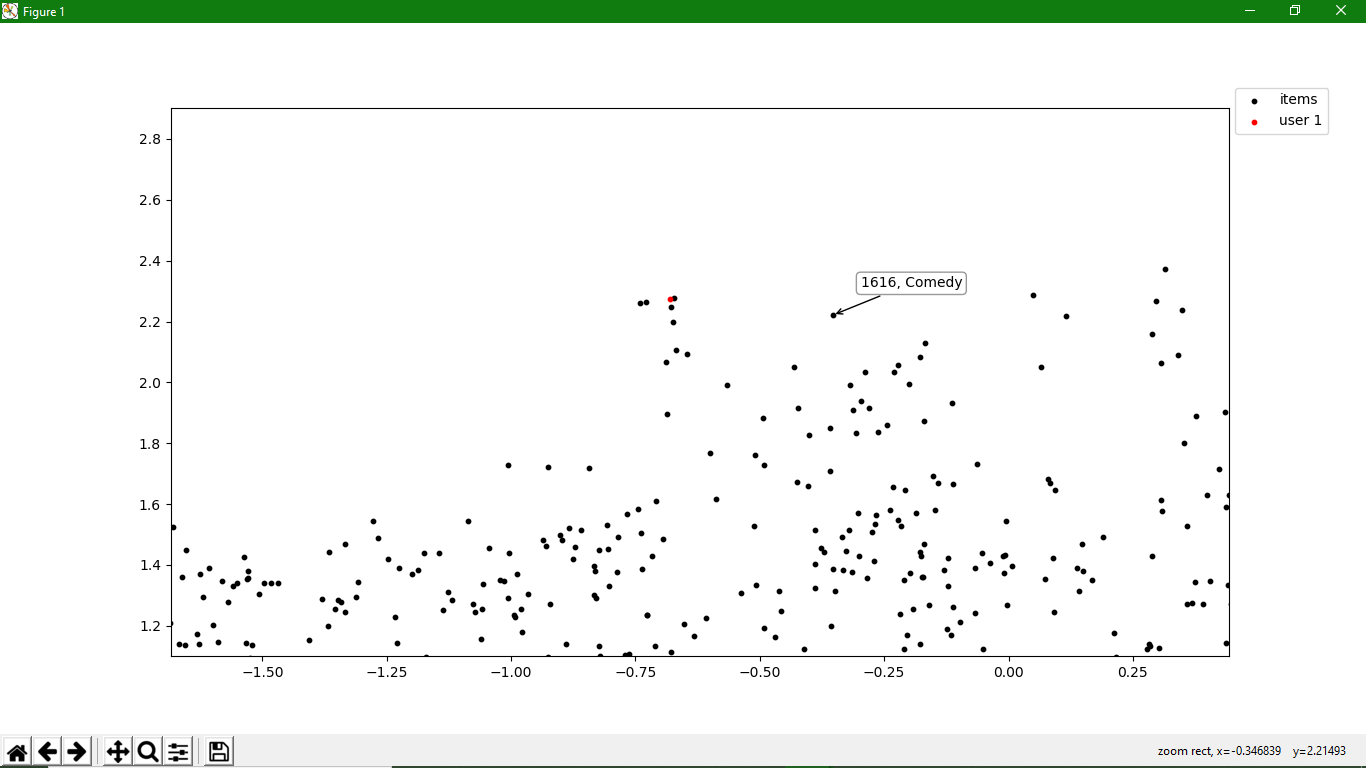 Figure 1
items
user 1
2.8
2.6
2.4
1616, Comedy
2.2
2.0
1.8
1.6
1.4
1.2
−1.50 −1.25 −1.00 −0.75 −0.50 −0.25 0.00 0.25
zoom rect, x=-0.346839 y=2.21493